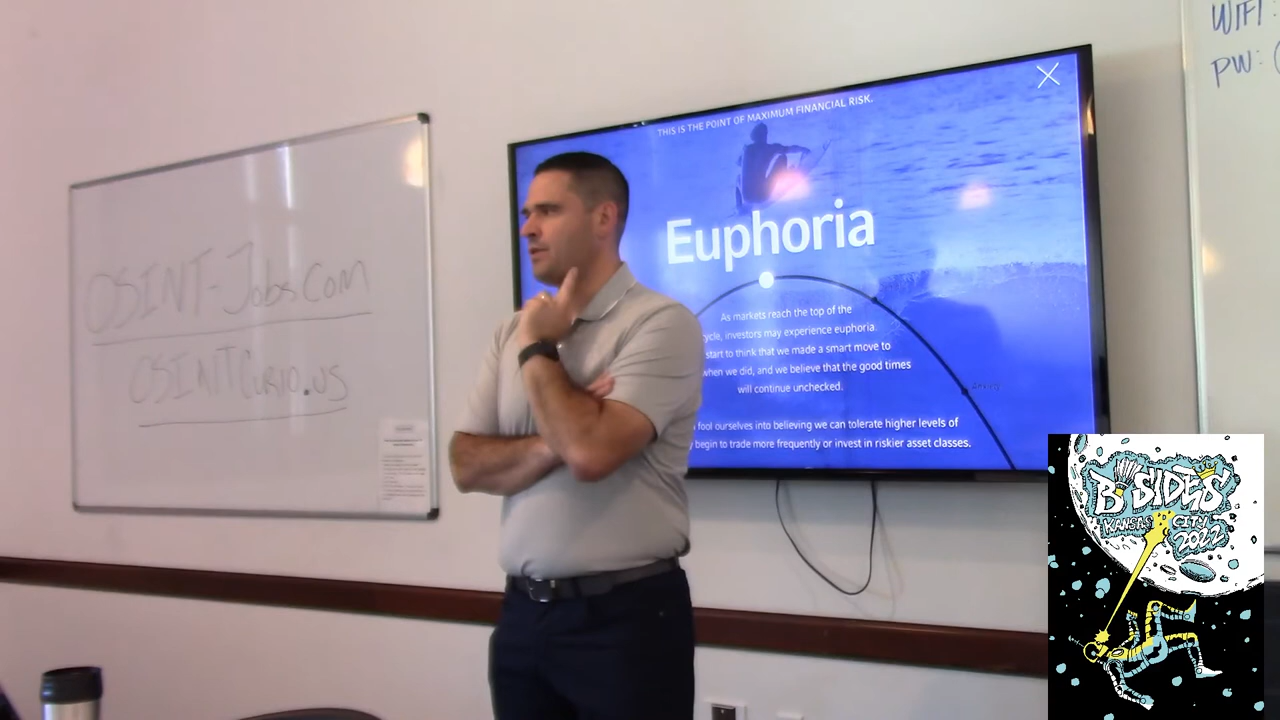 OSINT-Jobs.Com
OSINTCurio.us
THIS IS THE POINT OF MAXIMUM FINANCIAL RISK.
Euphoria
As markets reach the top of the
cycle, investors may experience euphoria.
start to think that we made a smart move to
when we did, and we believe that the good times
will continue unchecked.
fool ourselves into believing we can tolerate higher levels of
begin to trade more frequently or invest in riskier asset classes.
Anxiety
WIFI:
PW:
BSIDES
KANSAS CITY
2022